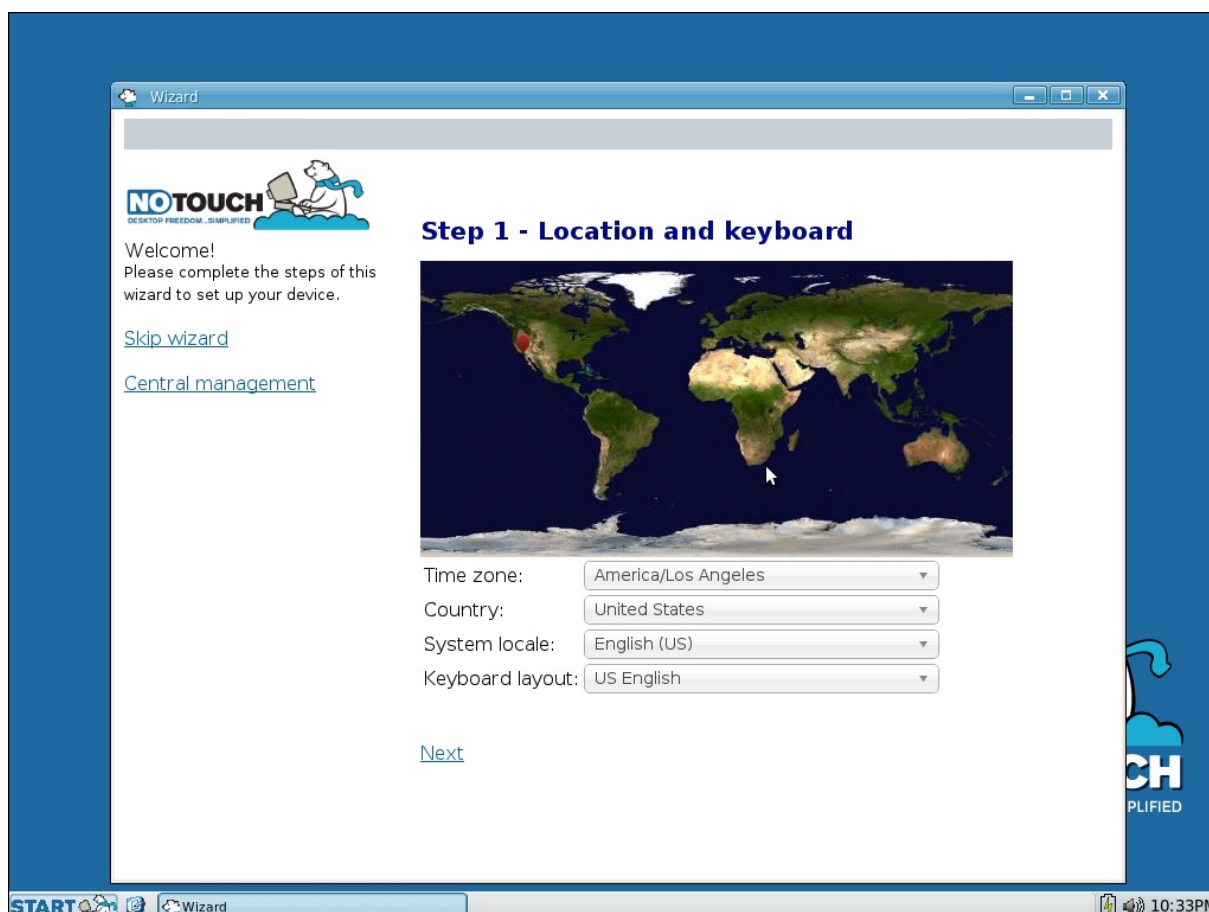 Wizard
NOTOUCH
DESKTOP FREEDOM...SIMPLIFIED
Welcome!
Please complete the steps of this
wizard to set up your device.
Skip wizard
Central management
Step 1 - Location and keyboard
Time zone: America/Los Angeles
Country: United States
System locale: English (US)
Keyboard layout: US English
Next
CH
PLIFIED
START Wizard 10:33PM